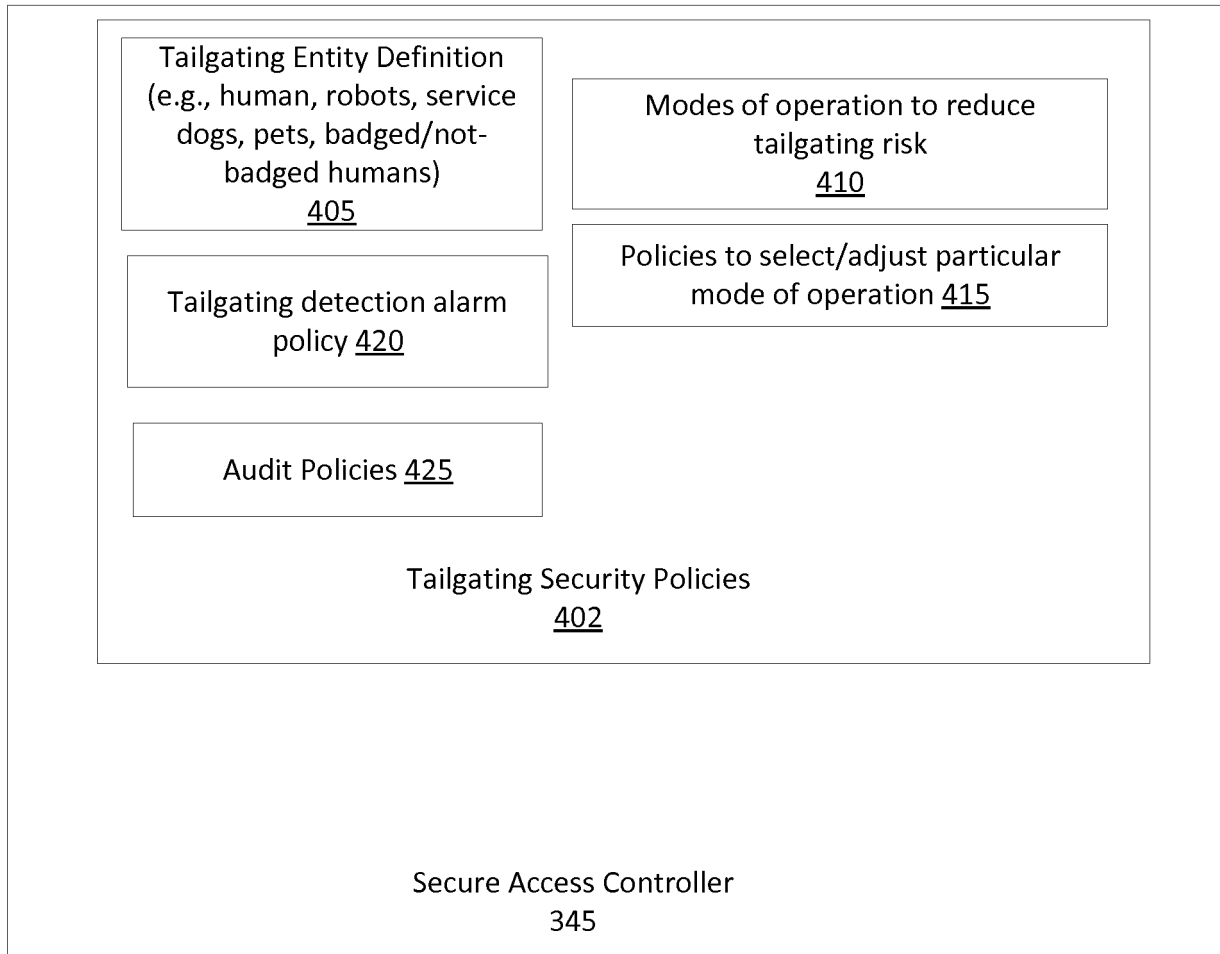 Tailgating Entity Definition
(e.g., human, robots, service
dogs, pets, badged/not-
badged humans)
405
Modes of operation to reduce
tailgating risk
410
Policies to select/adjust particular
mode of operation 415
Tailgating detection alarm
policy 420
Audit Policies 425
Tailgating Security Policies
402
Secure Access Controller
345